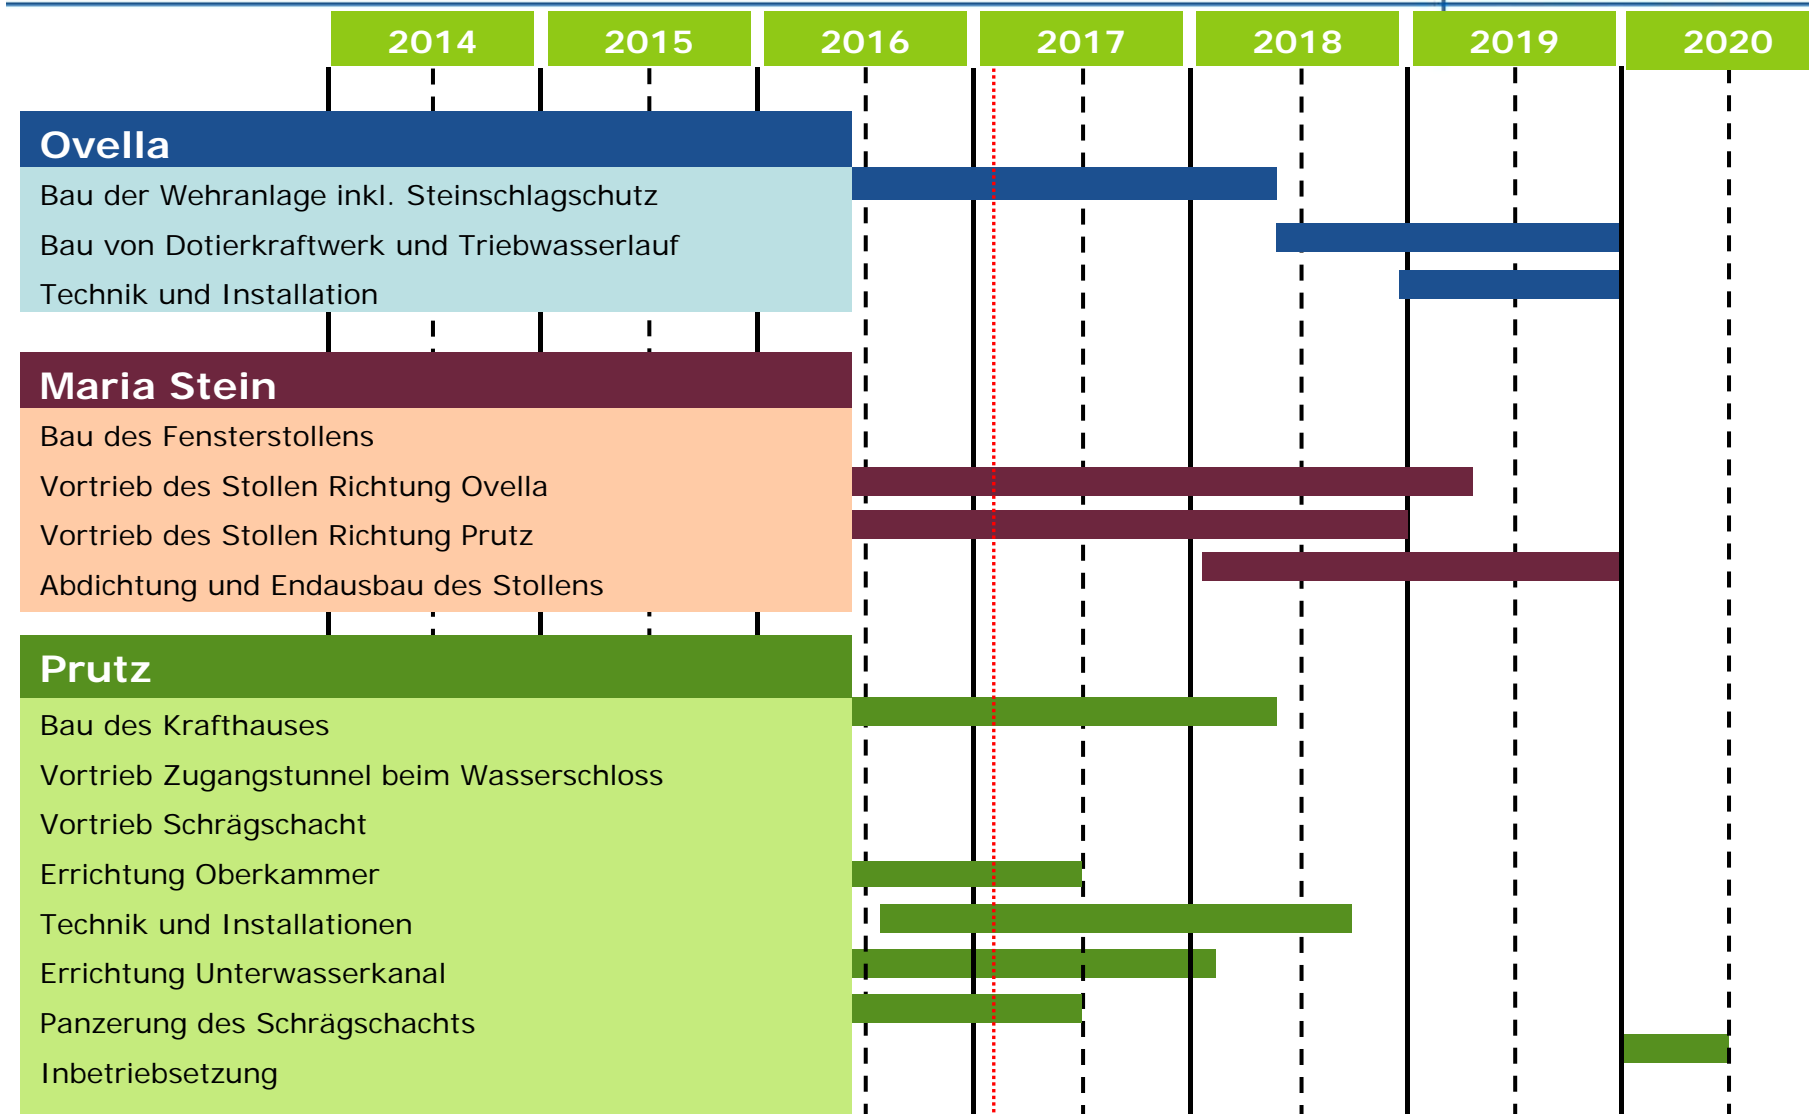 2014 2015 2016 2017 2018 2019 2020
Ovella
Bau der Wehranlage inkl. Steinschlagschutz
Bau von Dotierkraftwerk und Triebwasserlauf
Technik und Installation
Maria Stein
Bau des Fensterstollens
Vortrieb des Stollen Richtung Ovella
Vortrieb des Stollen Richtung Prutz
Abdichtung und Endausbau des Stollens
Prutz
Bau des Krafthauses
Vortrieb Zugangstunnel beim Wasserschloss
Vortrieb Schrägschacht
Errichtung Oberkammer
Technik und Installationen
Errichtung Unterwasserkanal
Panzerung des Schrägschachts
Inbetriebsetzung